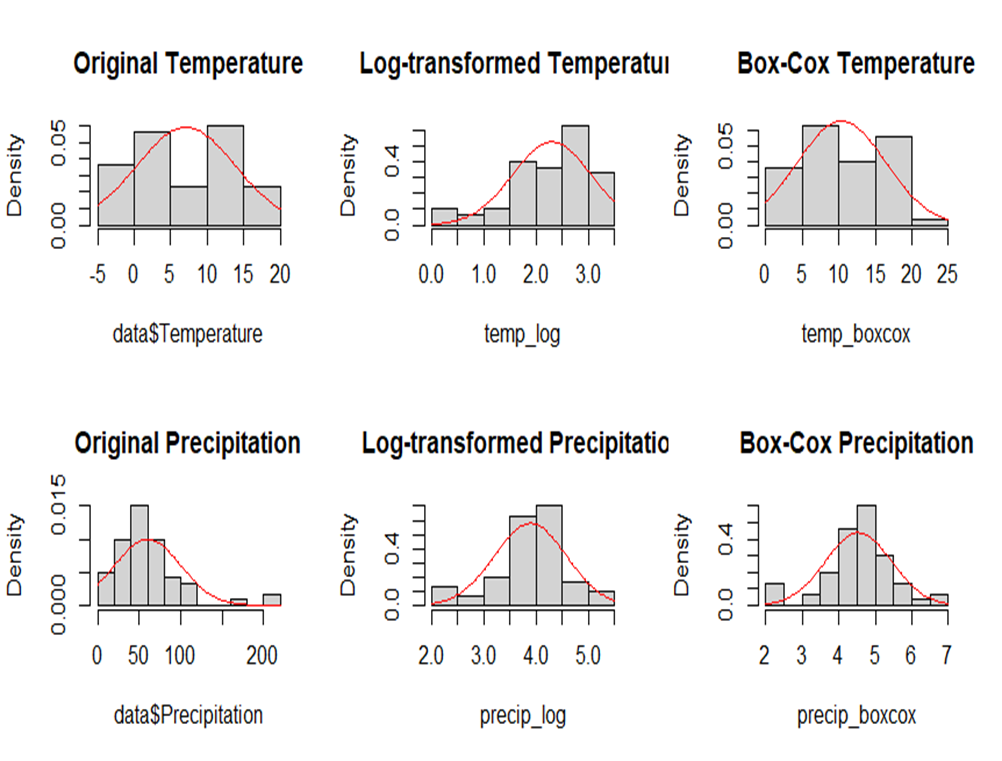 Original Temperature
Density
0.00 0.05
-5 0 5 10 15 20
data$Temperature
Log-transformed Temperatur
Density
0.0 0.4
0.0 1.0 2.0 3.0
temp_log
Box-Cox Temperature
Density
0.00 0.05
0 5 10 15 20 25
temp_boxcox
Original Precipitation
Density
0.000 0.015
0 50 100 200
data$Precipitation
Log-transformed Precipitatio
Density
0.0 0.4
2.0 3.0 4.0 5.0
precip_log
Box-Cox Precipitation
Density
0.0 0.4
2 3 4 5 6 7
precip_boxcox